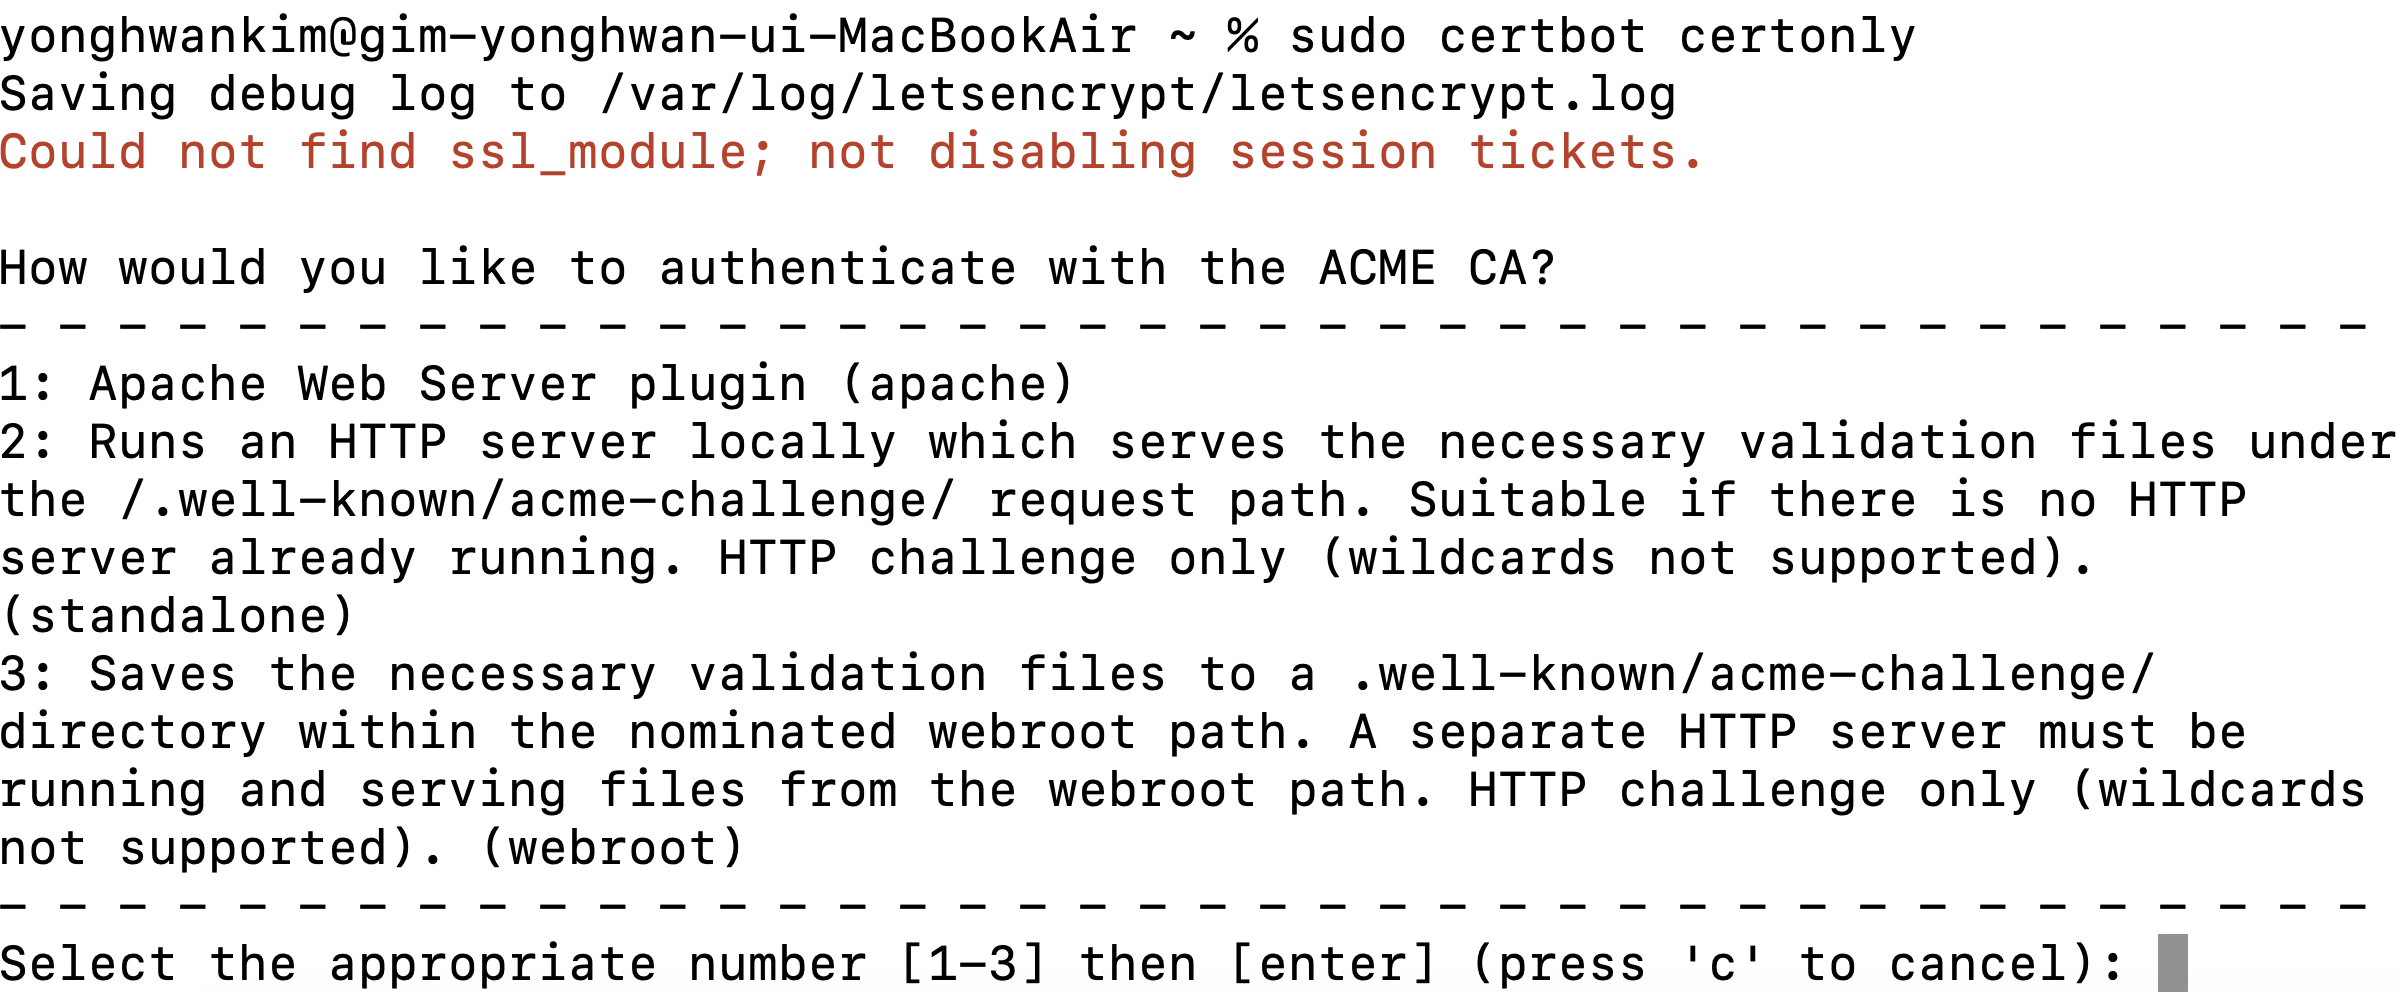 yonghwankim@gim-yonghwan-ui-MacBookAir ~ % sudo certbot certonly
Saving debug log to /var/log/letsencrypt/letsencrypt.log
Could not find ssl_module; not disabling session tickets.

How would you like to authenticate with the ACME CA?
- - - - - - - - - - - - - - - - - - - - - - - - - - - - - - - - - - - - - - - -
1: Apache Web Server plugin (apache)
2: Runs an HTTP server locally which serves the necessary validation files under
the /.well-known/acme-challenge/ request path. Suitable if there is no HTTP
server already running. HTTP challenge only (wildcards not supported).
(standalone)
3: Saves the necessary validation files to a .well-known/acme-challenge/
directory within the nominated webroot path. A separate HTTP server must be
running and serving files from the webroot path. HTTP challenge only (wildcards
not supported). (webroot)
- - - - - - - - - - - - - - - - - - - - - - - - - - - - - - - - - - - - - - - -
Select the appropriate number [1-3] then [enter] (press 'c' to cancel):